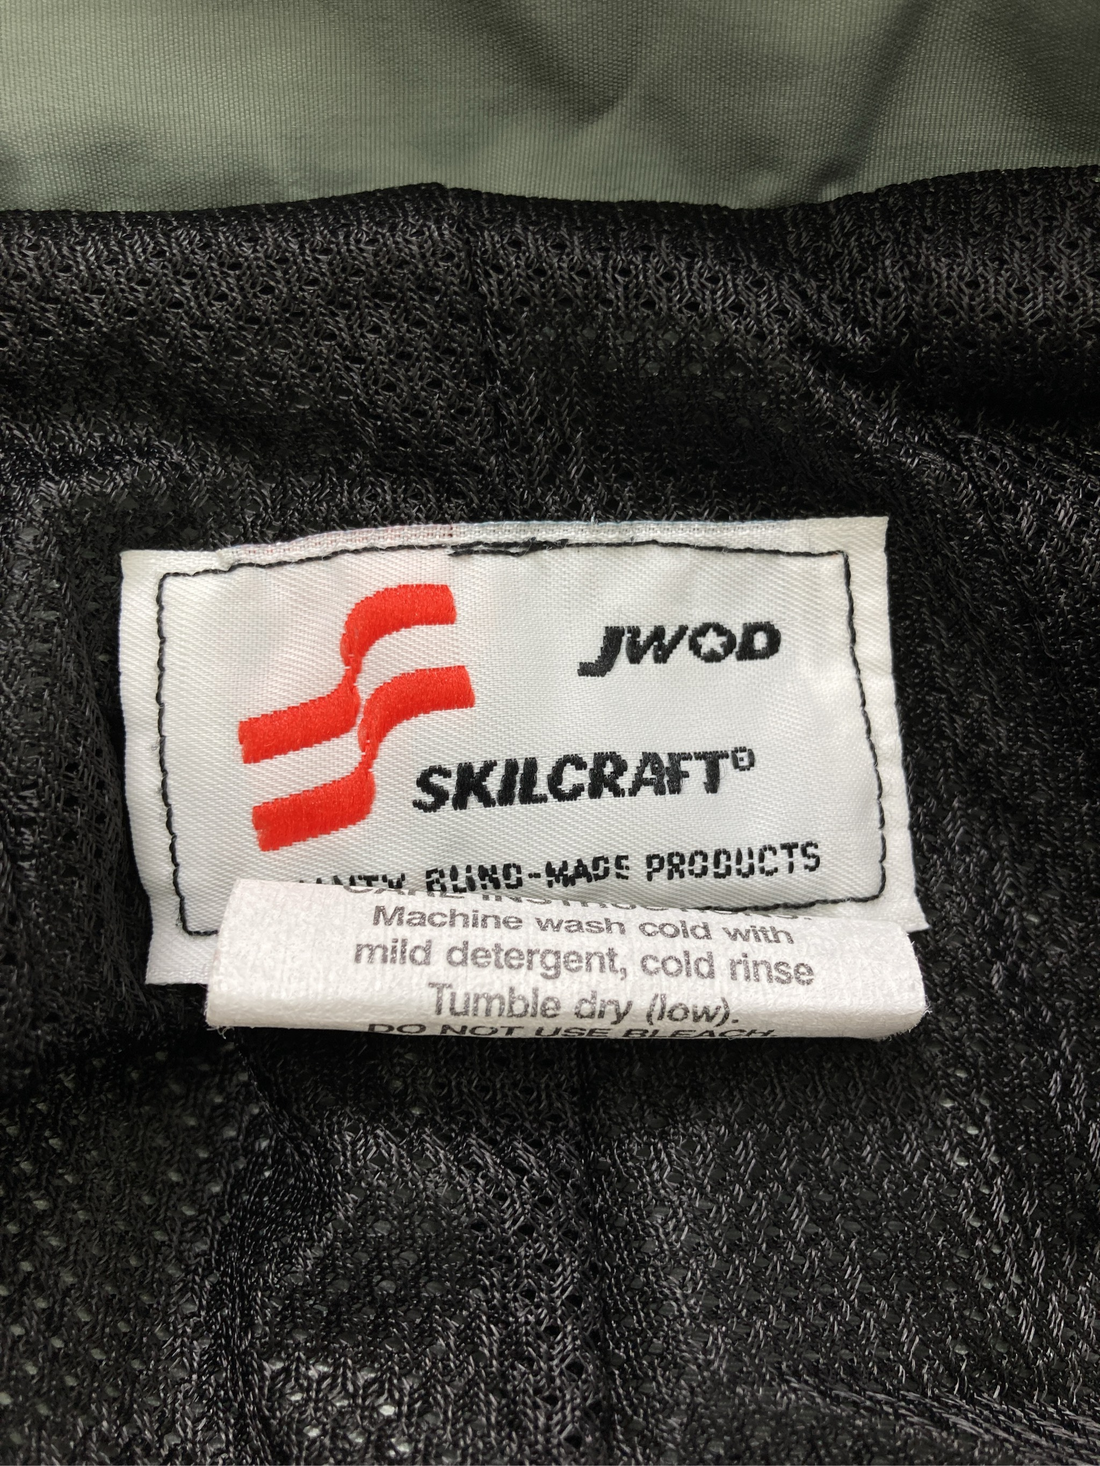 JWOD
SKILCRAFT®
BLIND-MADE PRODUCTS
INSTRUCTIONS:
Machine wash cold with
mild detergent, cold rinse
Tumble dry (low).
DO NOT USE BLEACH.